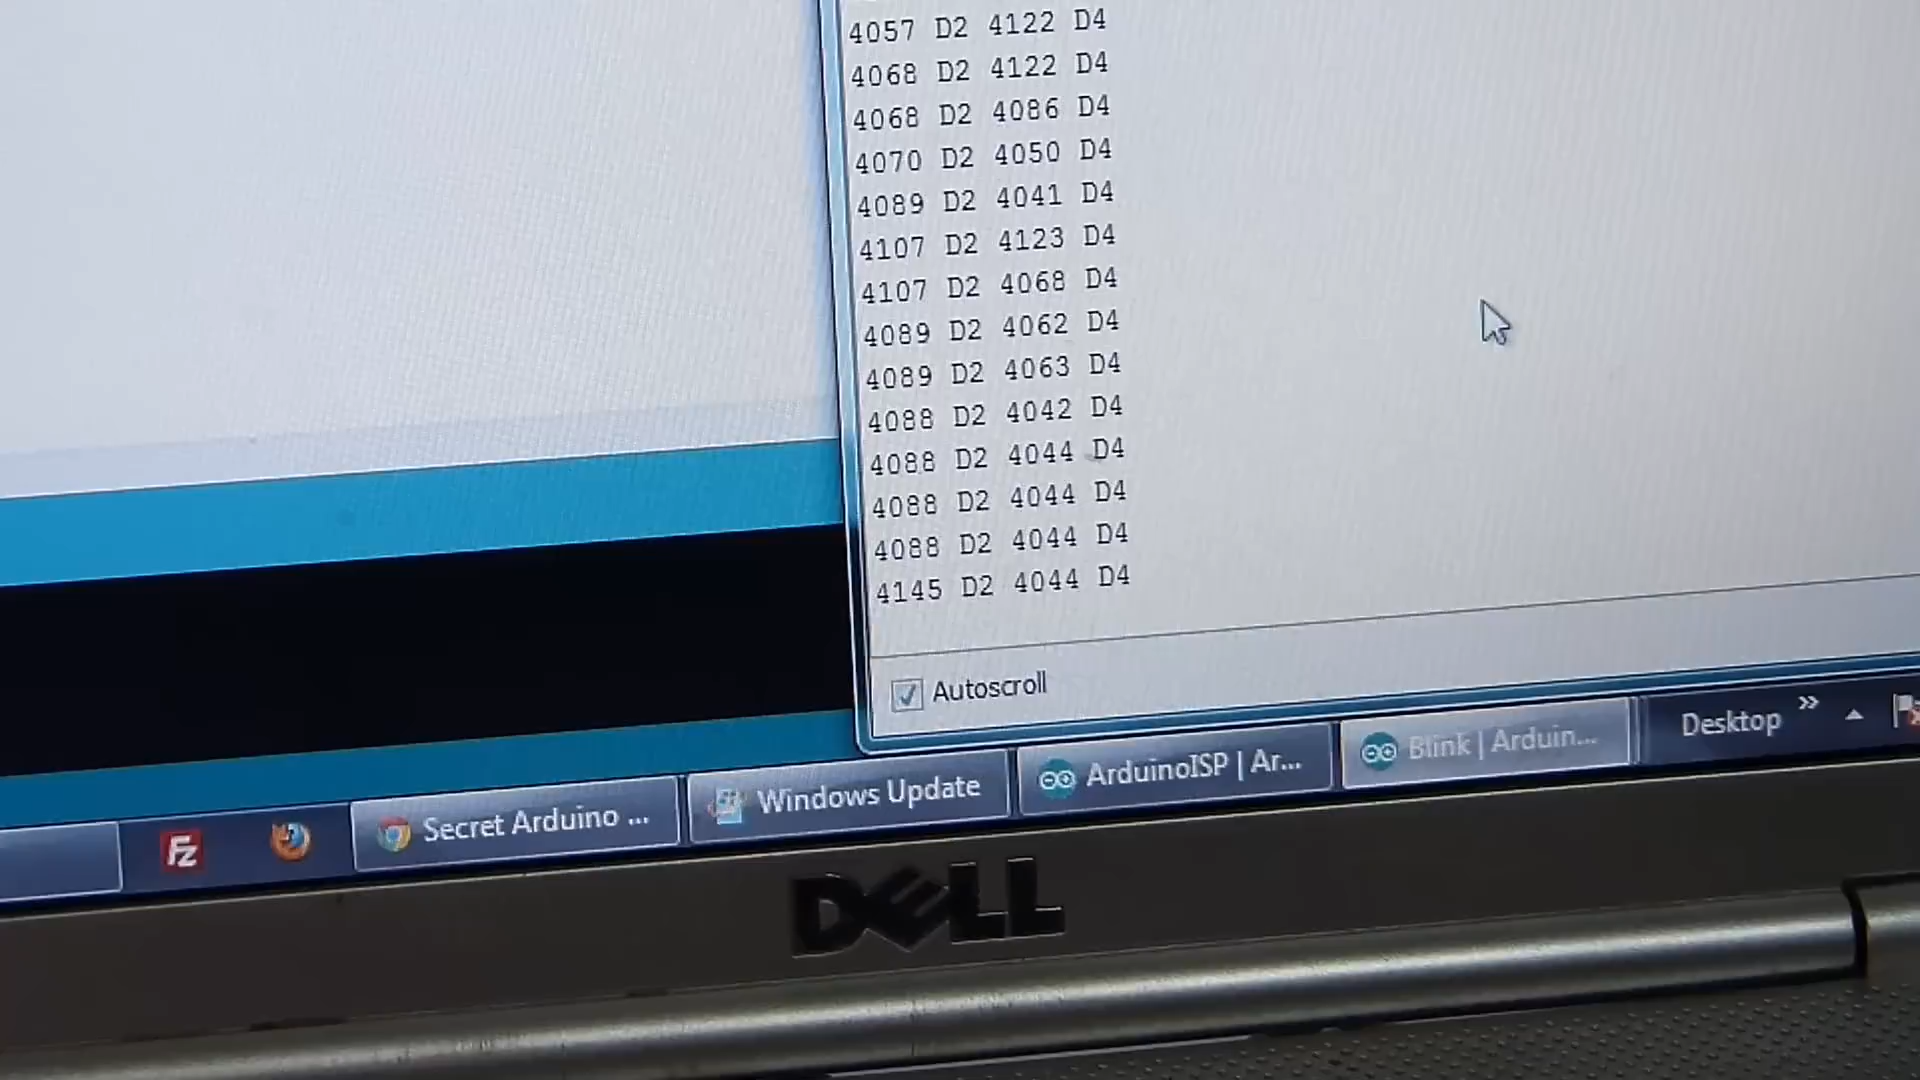 4057 D2 4122 D4
4068 D2 4122 D4
4068 D2 4086 D4
4070 D2 4050 D4
4089 D2 4041 D4
4107 D2 4123 D4
4107 D2 4068 D4
4089 D2 4062 D4
4089 D2 4063 D4
4088 D2 4042 D4
4088 D2 4044 D4
4088 D2 4044 D4
4088 D2 4044 D4
4145 D2 4044 D4
Autoscroll
Fz
Secret Arduino ...
Windows Update
ArduinoISP | Ar...
Blink | Arduin...
Desktop
DELL